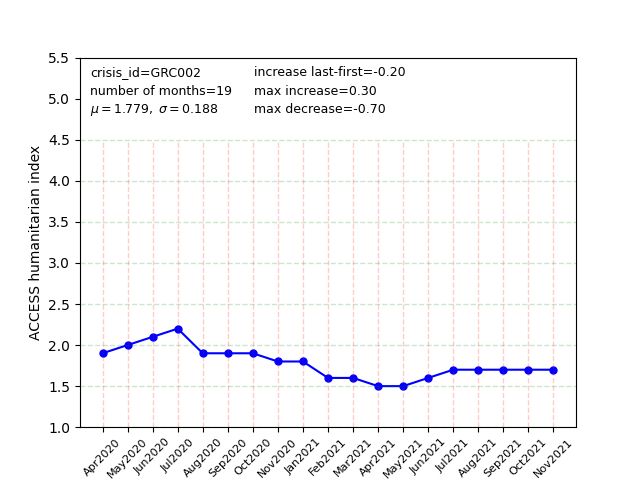 crisis_id=GRC002
number of months=19
μ = 1.779, σ = 0.188
increase last-first=-0.20
max increase=0.30
max decrease=-0.70
ACCESS humanitarian index
5.5
5.0
4.5
4.0
3.5
3.0
2.5
2.0
1.5
1.0
Apr2020
May2020
Jun2020
Jul2020
Aug2020
Sep2020
Oct2020
Nov2020
Jan2021
Feb2021
Mar2021
Apr2021
May2021
Jun2021
Jul2021
Aug2021
Sep2021
Oct2021
Nov2021